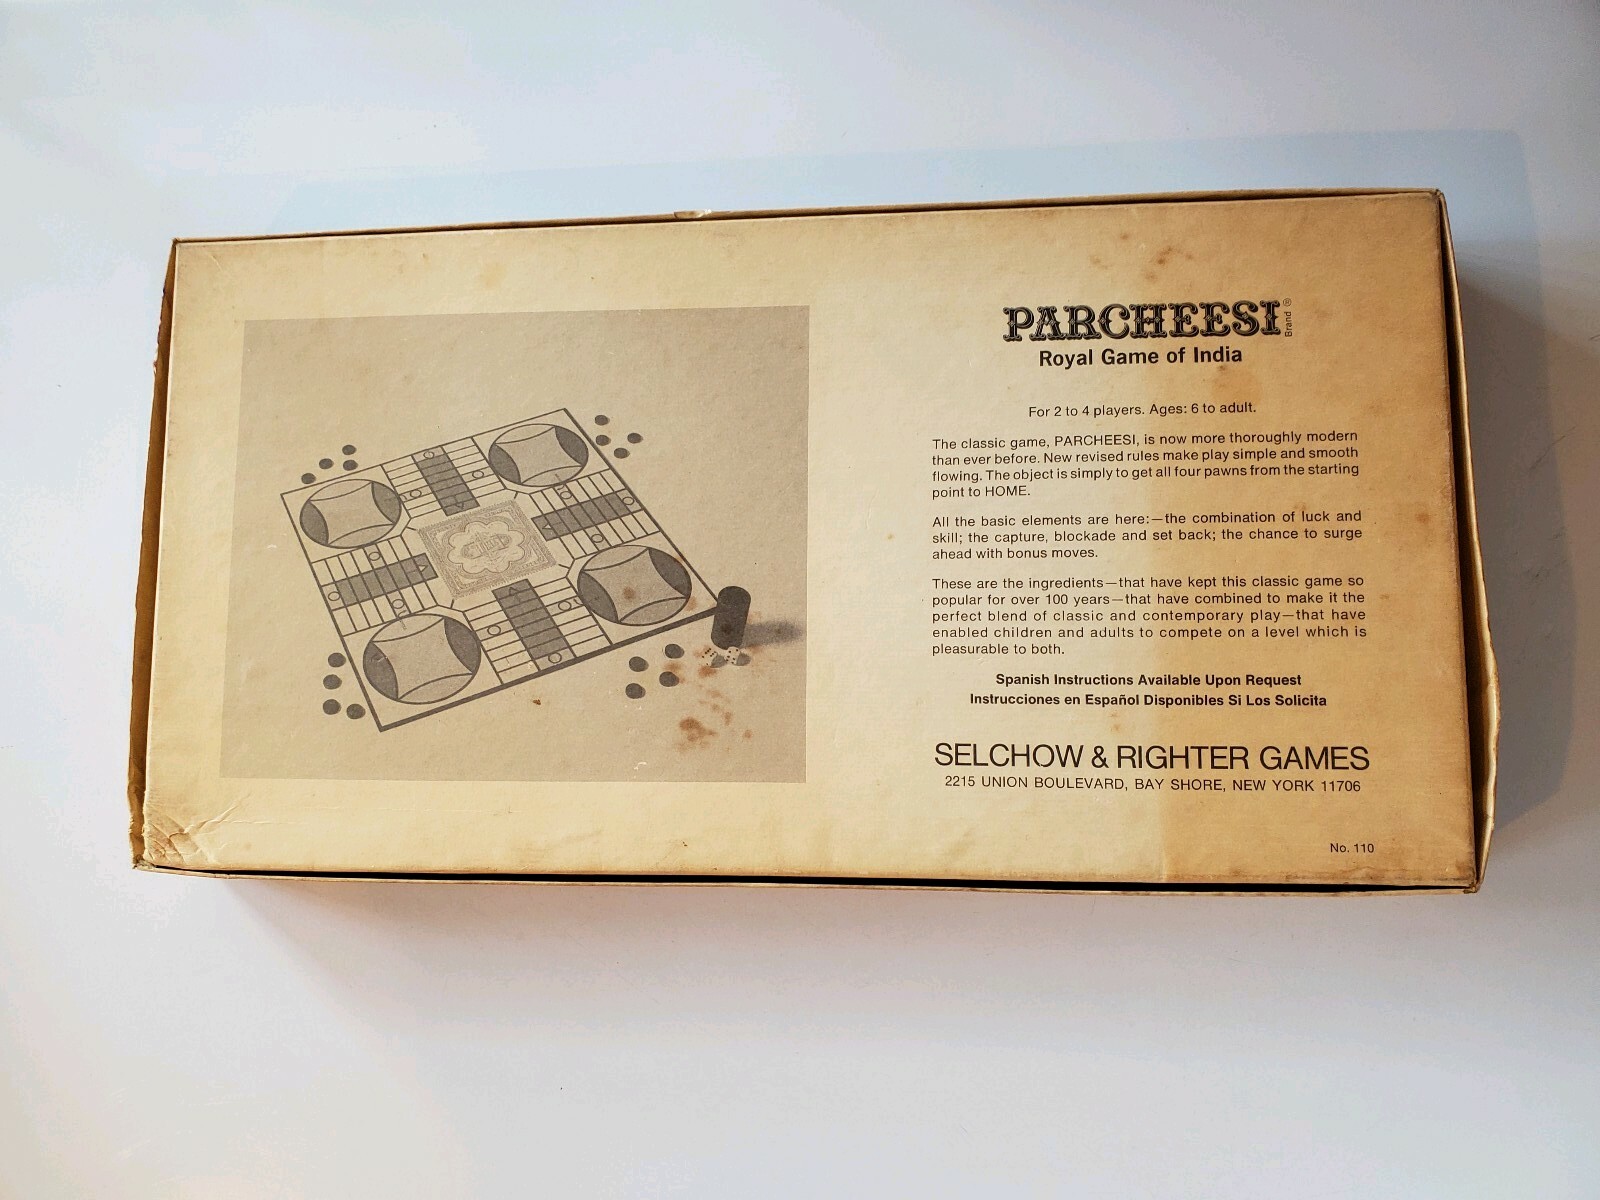 PARCHEESI Brand ®
Royal Game of India
For 2 to 4 players. Ages: 6 to adult.
The classic game, PARCHEESI, is now more thoroughly modern
than ever before. New revised rules make play simple and smooth
flowing. The object is simply to get all four pawns from the starting
point to HOME.
All the basic elements are here:—the combination of luck and
skill; the capture, blockade and set back; the chance to surge
ahead with bonus moves.
These are the ingredients—that have kept this classic game so
popular for over 100 years—that have combined to make it the
perfect blend of classic and contemporary play—that have
enabled children and adults to compete on a level which is
pleasurable to both.
Spanish Instructions Available Upon Request
Instrucciones en Español Disponibles Si Los Solicita
SELCHOW & RIGHTER GAMES
2215 UNION BOULEVARD, BAY SHORE, NEW YORK 11706
No. 110